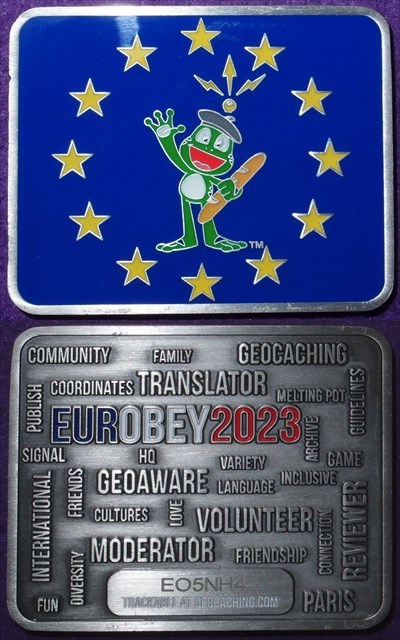 TM
COMMUNITY
FAMILY
GEOCACHING
PUBLISH
COORDINATES
TRANSLATOR
MELTING POT
GUIDELINES
EUROBEY2023
ARCHIVE
SIGNAL
HQ
VARIETY
GAME
INTERNATIONAL
FRIENDS
GEOAWARE
LANGUAGE
INCLUSIVE
CULTURES
LOVE
VOLUNTEER
CONNECTION
REVIEWER
MODERATOR
FRIENDSHIP
DIVERSITY
EO5NH4
FUN
TRACKABLE AT GEOCACHING.COM
PARIS